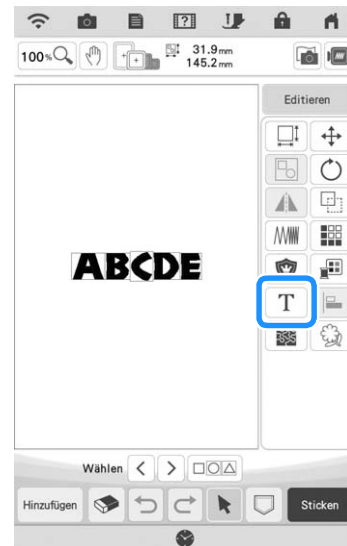 100%
31.9mm
145.2mm
Editieren
ABCDE
T
Wählen
Hinzufügen
Sticken